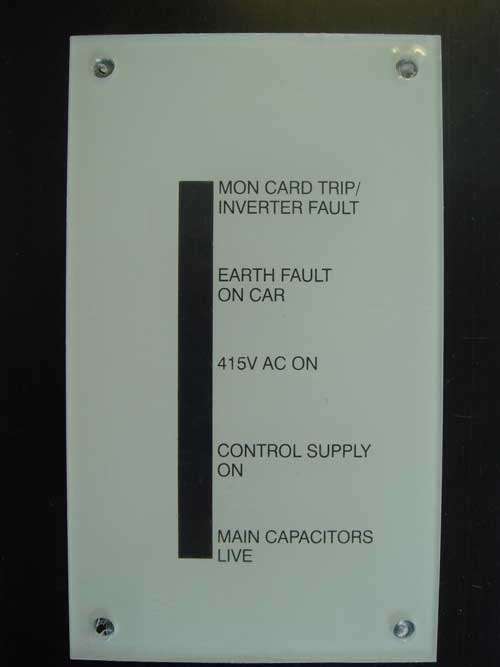 MON CARD TRIP/
INVERTER FAULT
EARTH FAULT
ON CAR
415V AC ON
CONTROL SUPPLY
ON
MAIN CAPACITORS
LIVE